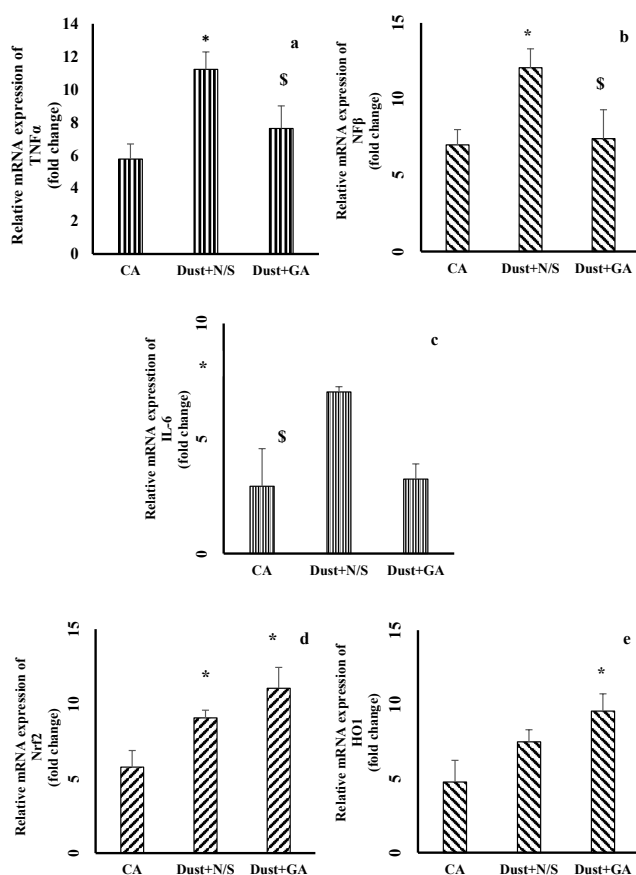 Relative mRNA expression of
TNFα
(fold change)
14
12
10
8
6
4
2
0
*
$
a
CA Dust+N/S Dust+GA
Relative mRNA expression of
NFβ
(fold change)
15
10
5
0
*
$
b
CA Dust+N/S Dust+GA
Relative mRNA expresstion of
IL-6
(fold change)
10
5
0
*
$
c
CA Dust+N/S Dust+GA
Relative mRNA expression of
Nrf2
(fold change)
15
10
5
0
*
*
d
CA Dust+N/S Dust+GA
Relative mRNA expression of
HO1
(fold change)
15
10
5
0
*
e
CA Dust+N/S Dust+GA